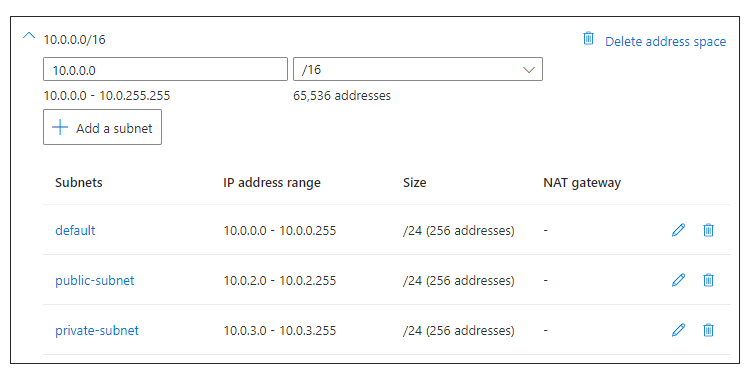 10.0.0.0/16
Delete address space
10.0.0.0
/16
10.0.0.0 - 10.0.255.255
65,536 addresses
Add a subnet
Subnets IP address range Size NAT gateway
default 10.0.0.0 - 10.0.0.255 /24 (256 addresses) -
public-subnet 10.0.2.0 - 10.0.2.255 /24 (256 addresses) -
private-subnet 10.0.3.0 - 10.0.3.255 /24 (256 addresses) -